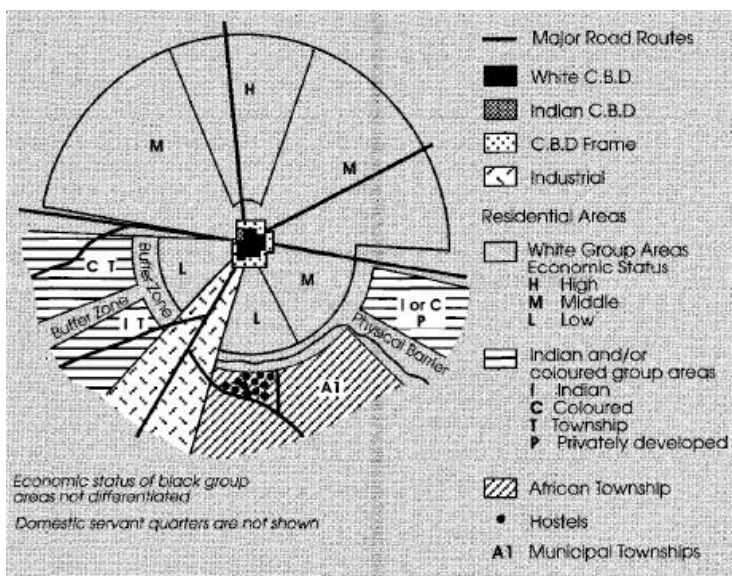 H
M
M
C T
Buffer Zone
L
M
I or C
P
Buffer Zone
I T
L
Physical Barrier
A1
Economic status of black group
areas not differentiated
Domestic servant quarters are not shown
Major Road Routes
White C.B.D
Indian C.B.D
C.B.D Frame
Industrial
Residential Areas
White Group Areas
Economic Status
H High
M Middle
L Low
Indian and/or
coloured group areas
I Indian
C Coloured
T Township
P Privately developed
African Township
Hostels
A1 Municipal Townships